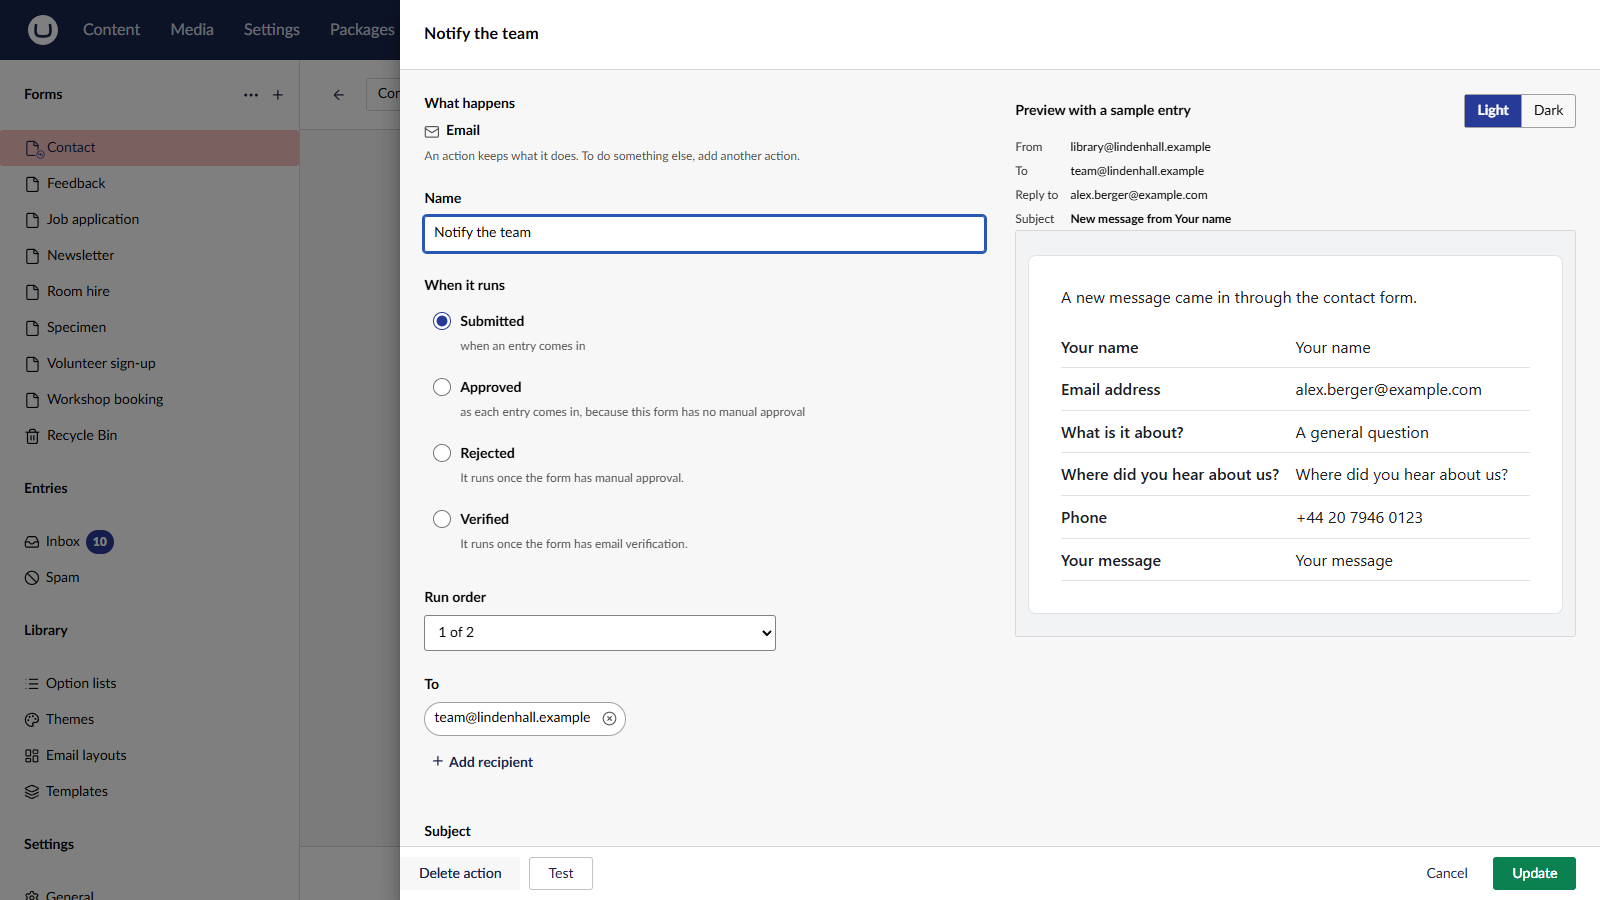 Content Media Settings Packages
Forms
Contact
Feedback
Job application
Newsletter
Room hire
Specimen
Volunteer sign-up
Workshop booking
Recycle Bin
Entries
Inbox 10
Spam
Library
Option lists
Themes
Email layouts
Templates
Settings
General
Notify the team
What happens
Email
An action keeps what it does. To do something else, add another action.
Name
Notify the team
When it runs
Submitted
when an entry comes in
Approved
as each entry comes in, because this form has no manual approval
Rejected
It runs once the form has manual approval.
Verified
It runs once the form has email verification.
Run order
1 of 2
To
team@lindenhall.example
+ Add recipient
Subject
Preview with a sample entry
Light Dark
From library@lindenhall.example
To team@lindenhall.example
Reply to alex.berger@example.com
Subject New message from Your name
A new message came in through the contact form.
Your name Your name
Email address alex.berger@example.com
What is it about? A general question
Where did you hear about us? Where did you hear about us?
Phone +44 20 7946 0123
Your message Your message
Delete action Test Cancel Update